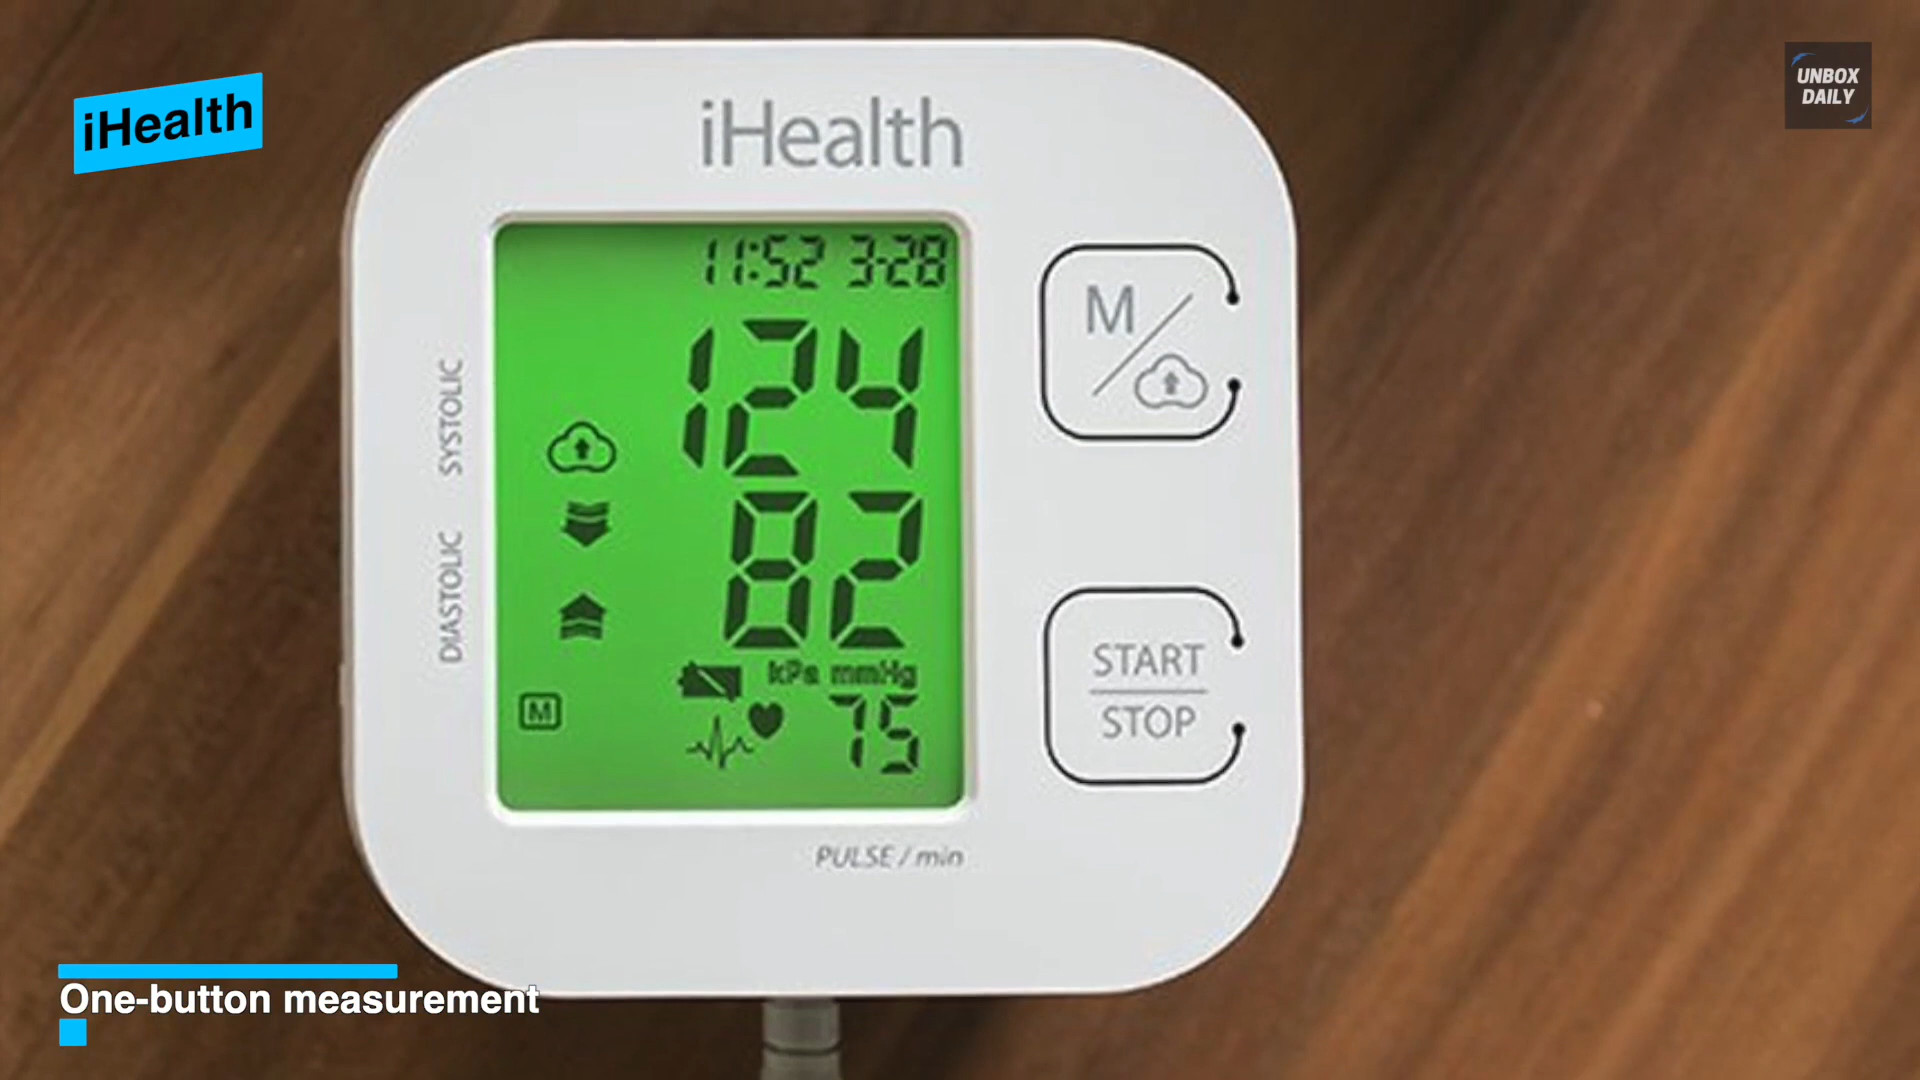 iHealth
UNBOX
DAILY
iHealth
11:52 3-28
SYSTOLIC
124
M
DIASTOLIC
82
kPa mmHg
M
75
START
STOP
PULSE / min
One-button measurement